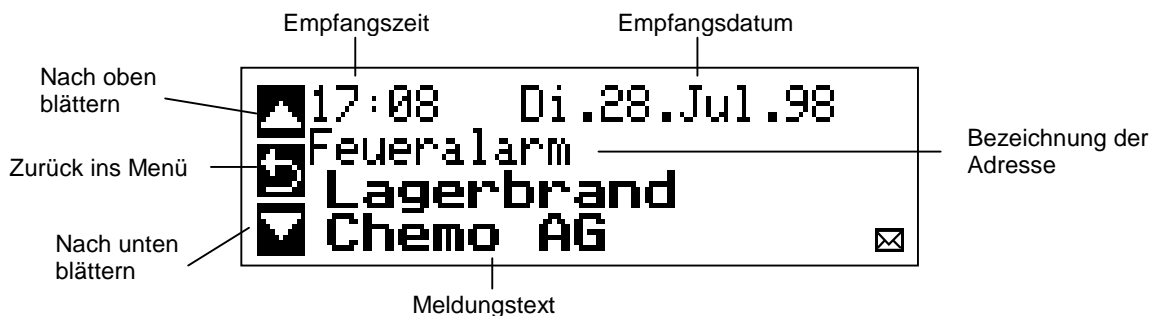 Empfangszeit
Empfangsdatum
Nach oben
blättern
17:08 Di.28.Jul.98
Feueralarm
Bezeichnung der
Adresse
Zurück ins Menü
Lagerbrand
Chemo AG
Nach unten
blättern
Meldungstext